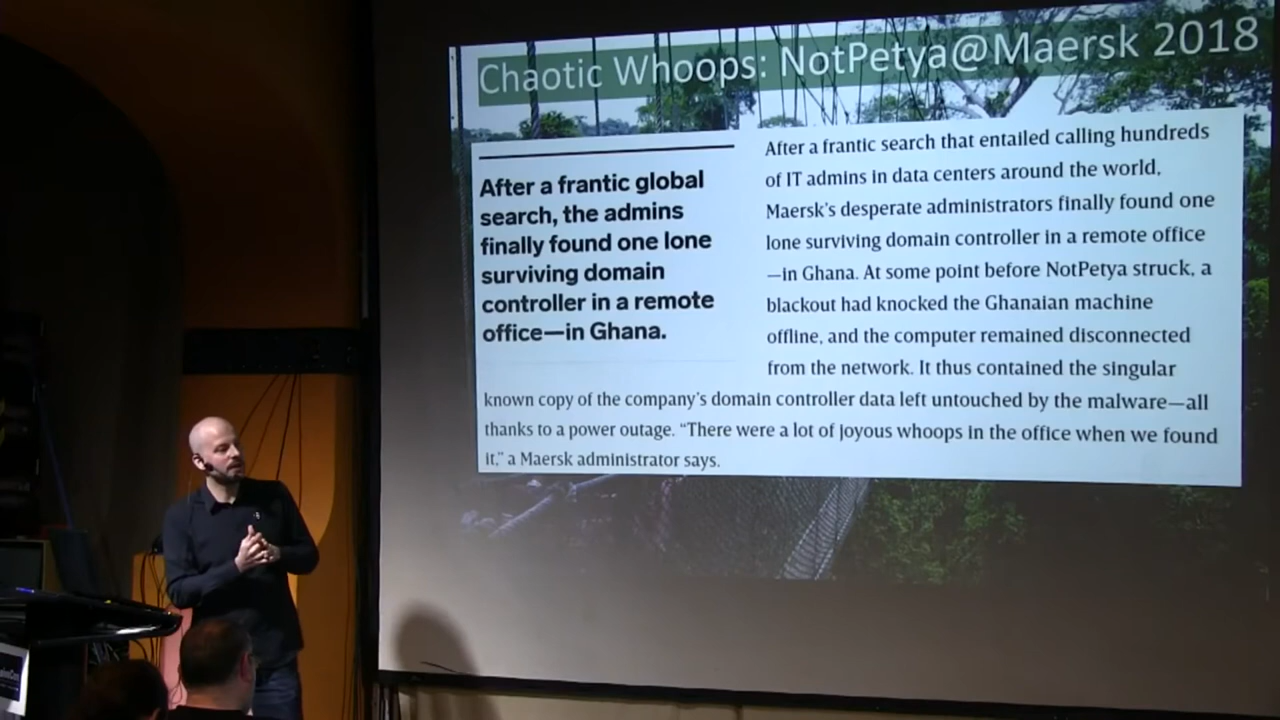 Chaotic Whoops: NotPetya@Maersk 2018
After a frantic global
search, the admins
finally found one lone
surviving domain
controller in a remote
office—in Ghana.
After a frantic search that entailed calling hundreds
of IT admins in data centers around the world,
Maersk's desperate administrators finally found one
lone surviving domain controller in a remote office
—in Ghana. At some point before NotPetya struck, a
blackout had knocked the Ghanaian machine
offline, and the computer remained disconnected
from the network. It thus contained the singular
known copy of the company's domain controller data left untouched by the malware—all
thanks to a power outage. “There were a lot of joyous whoops in the office when we found
it,” a Maersk administrator says.